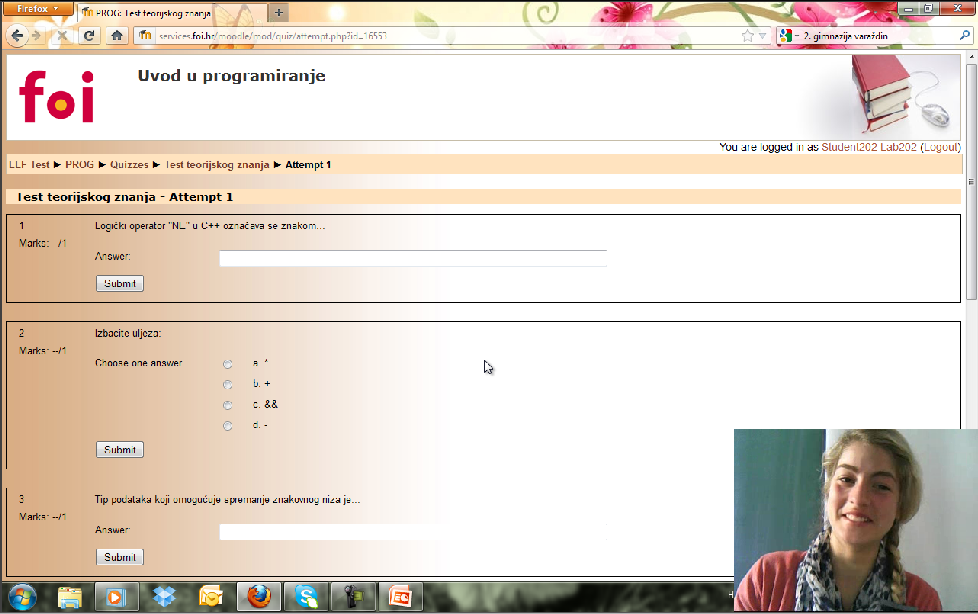 Firefox
PROG: Test teorijskog znanja
services.foi.hr/moodle/mod/quiz/attempt.php?id=16553
2. gimnazija varaždin
foi
Uvod u programiranje
You are logged in as Student202 Lab202 (Logout)
ELF Test ► PROG ► Quizzes ► Test teorijskog znanja ► Attempt 1
Test teorijskog znanja - Attempt 1
1
Logički operator "NE" u C++ označava se znakom...
Marks: --/1
Answer:
Submit
2
Izbacite uljeza:
Marks: --/1
Choose one answer.
a. *
b. +
c. &&
d. -
Submit
3
Tip podataka koji omogućuje spremanje znakovnog niza je...
Marks: --/1
Answer:
Submit